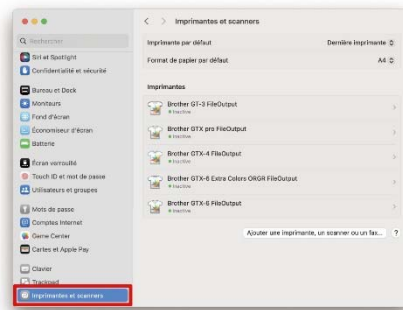 Imprimantes et scanners
Rechercher
Siri et Spotlight
Confidentialité et sécurité
Bureau et Dock
Moniteurs
Fond d'écran
Économiseur d'écran
Batterie
Écran verrouillé
Touch ID et mot de passe
Utilisateurs et groupes
Mots de passe
Comptes Internet
Game Center
Cartes et Apple Pay
Clavier
Trackpad
Imprimantes et scanners
Imprimante par défaut
Dernière imprimante
Format de papier par défaut
A4
Imprimantes
Brother GT-3 FileOutput
Inactive
Brother GTX pro FileOutput
Inactive
Brother GTX-4 FileOutput
Inactive
Brother GTX-6 Extra Colors ORGR FileOutput
Inactive
Brother GTX-6 FileOutput
Inactive
Ajouter une imprimante, un scanner ou un fax...
?